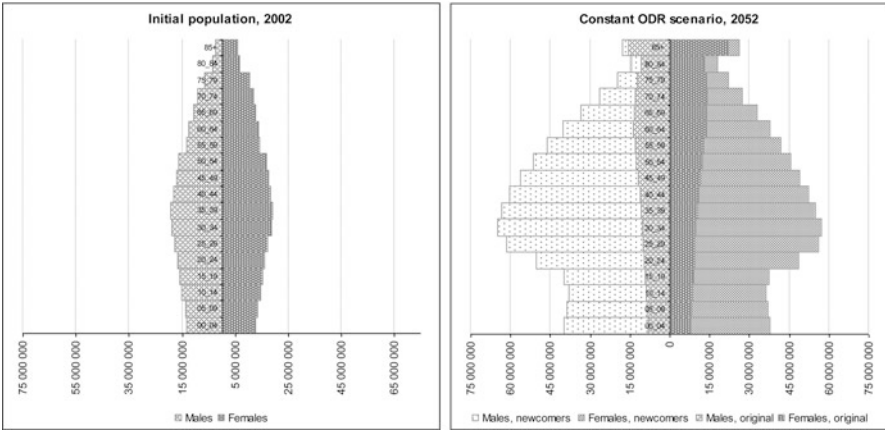 Initial population, 2002
85+
80_84
75_79
70_74
65_69
60_64
55_59
50_54
45_49
40_44
35_39
30_34
25_29
20_24
15_19
10_14
05_09
00_04
75 000 000
55 000 000
35 000 000
15 000 000
5 000 000
25 000 000
45 000 000
65 000 000
Males Females
Constant ODR scenario, 2052
85+
80_84
75_79
70_74
65_69
60_64
55_59
50_54
45_49
40_44
35_39
30_34
25_29
20_24
15_19
10_14
05_09
00_04
75 000 000
60 000 000
45 000 000
30 000 000
15 000 000
0
15 000 000
30 000 000
45 000 000
60 000 000
75 000 000
Males, newcomers Females, newcomers Males, original Females, original